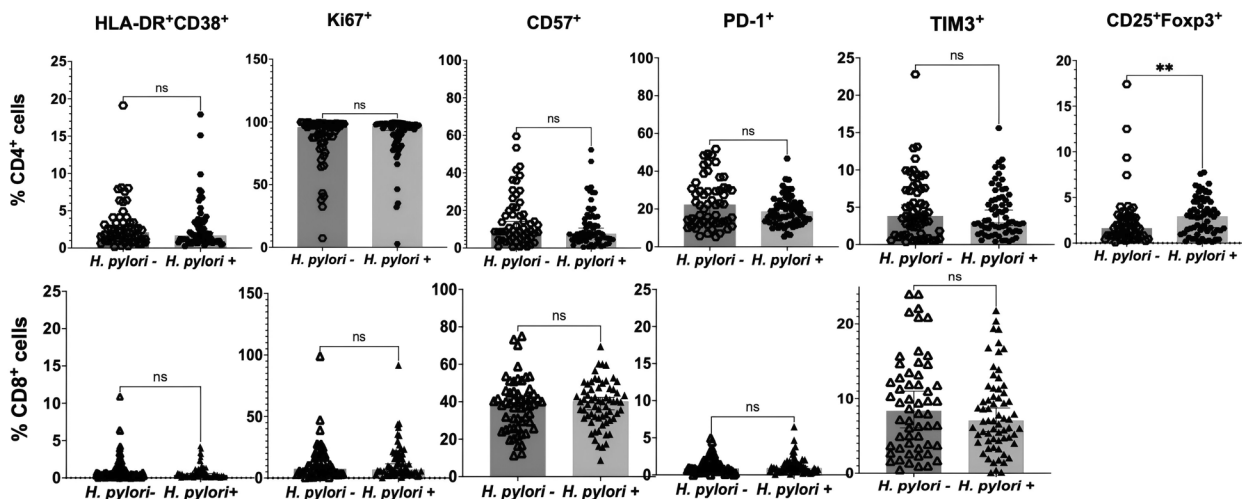 HLA-DR⁺CD38⁺ Ki67⁺ CD57⁺ PD-1⁺ TIM3⁺ CD25⁺Foxp3⁺
% CD4⁺ cells
25
20
15
10
5
0
ns
H. pylori - H. pylori +
150
100
50
0
ns
H. pylori - H. pylori +
100
80
60
40
20
0
ns
H. pylori - H. pylori +
100
80
60
40
20
0
ns
H. pylori - H. pylori +
25
20
15
10
5
0
ns
H. pylori - H. pylori +
20
15
10
5
0
**
H. pylori - H. pylori +
% CD8⁺ cells
25
20
15
10
5
0
ns
H. pylori- H. pylori+
150
100
50
0
ns
H. pylori - H. pylori +
100
80
60
40
20
0
ns
H. pylori - H. pylori +
25
20
15
10
5
0
ns
H. pylori - H. pylori +
20
10
0
ns
H. pylori - H. pylori +